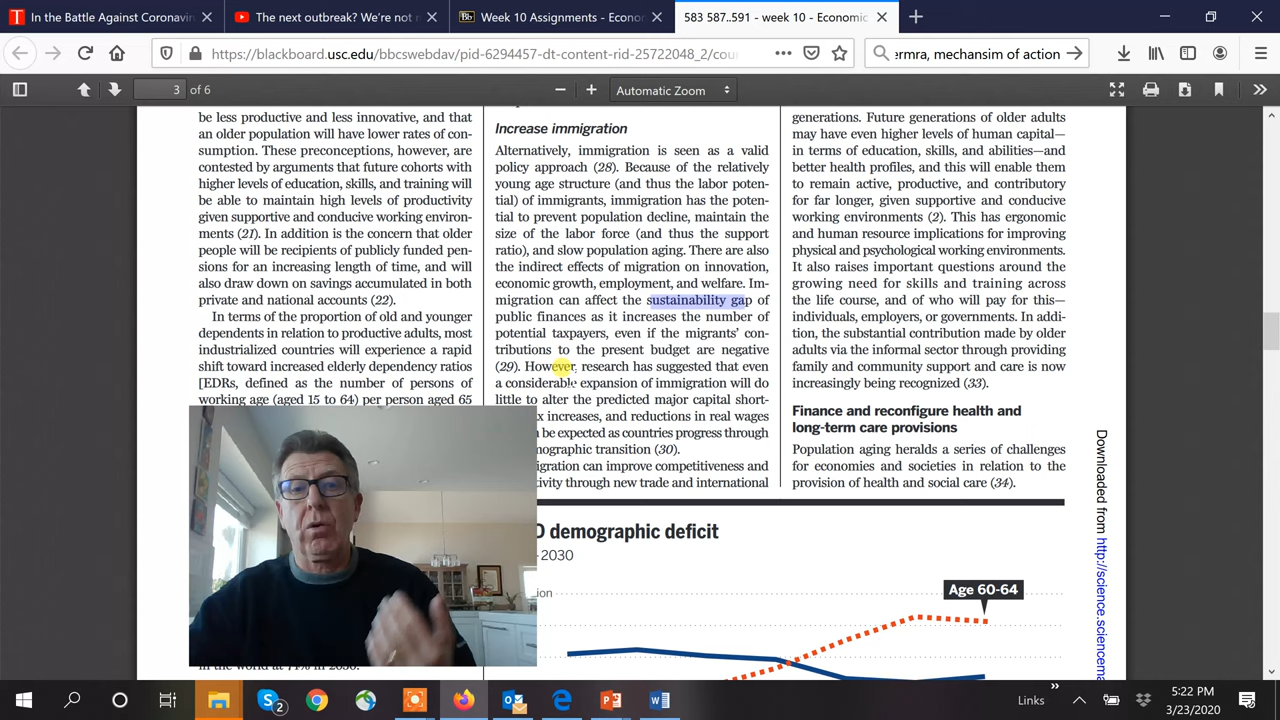 In the Battle Against Coronavir
The next outbreak? We're not r
Bb
Week 10 Assignments - Econo
583 587..591 - week 10 - Economic
https://blackboard.usc.edu/bbcswebdav/pid-6294457-dt-content-rid-25722048_2/cou
ermra, mechansim of action
3 of 6
Automatic Zoom
be less productive and less innovative, and that
an older population will have lower rates of con-
sumption. These preconceptions, however, are
contested by arguments that future cohorts with
higher levels of education, skills, and training will
be able to maintain high levels of productivity
given supportive and conducive working environ-
ments (21). In addition is the concern that older
people will be recipients of publicly funded pen-
sions for an increasing length of time, and will
also draw down on savings accumulated in both
private and national accounts (22).
In terms of the proportion of old and younger
dependents in relation to productive adults, most
industrialized countries will experience a rapid
shift toward increased elderly dependency ratios
[EDRs, defined as the number of persons of
working age (aged 15 to 64) per person aged 65
in the world at 71% in 2030.
Increase immigration
Alternatively, immigration is seen as a valid
policy approach (28). Because of the relatively
young age structure (and thus the labor poten-
tial) of immigrants, immigration has the poten-
tial to prevent population decline, maintain the
size of the labor force (and thus the support
ratio), and slow population aging. There are also
the indirect effects of migration on innovation,
economic growth, employment, and welfare. Im-
migration can affect the sustainability gap of
public finances as it increases the number of
potential taxpayers, even if the migrants' con-
tributions to the present budget are negative
(29). However, research has suggested that even
a considerable expansion of immigration will do
little to alter the predicted major capital short-
x increases, and reductions in real wages
n be expected as countries progress through
mographic transition (30).
igration can improve competitiveness and
tivity through new trade and international
generations. Future generations of older adults
may have even higher levels of human capital—
in terms of education, skills, and abilities—and
better health profiles, and this will enable them
to remain active, productive, and contributory
for far longer, given supportive and conducive
working environments (2). This has ergonomic
and human resource implications for improving
physical and psychological working environments.
It also raises important questions around the
growing need for skills and training across
the life course, and of who will pay for this—
individuals, employers, or governments. In addi-
tion, the substantial contribution made by older
adults via the informal sector through providing
family and community support and care is now
increasingly being recognized (33).
Finance and reconfigure health and
long-term care provisions
Population aging heralds a series of challenges
for economies and societies in relation to the
provision of health and social care (34).
D demographic deficit
-2030
ion
Age 60-64
Downloaded from http://science.sciencema
2
Links
5:22 PM
3/23/2020